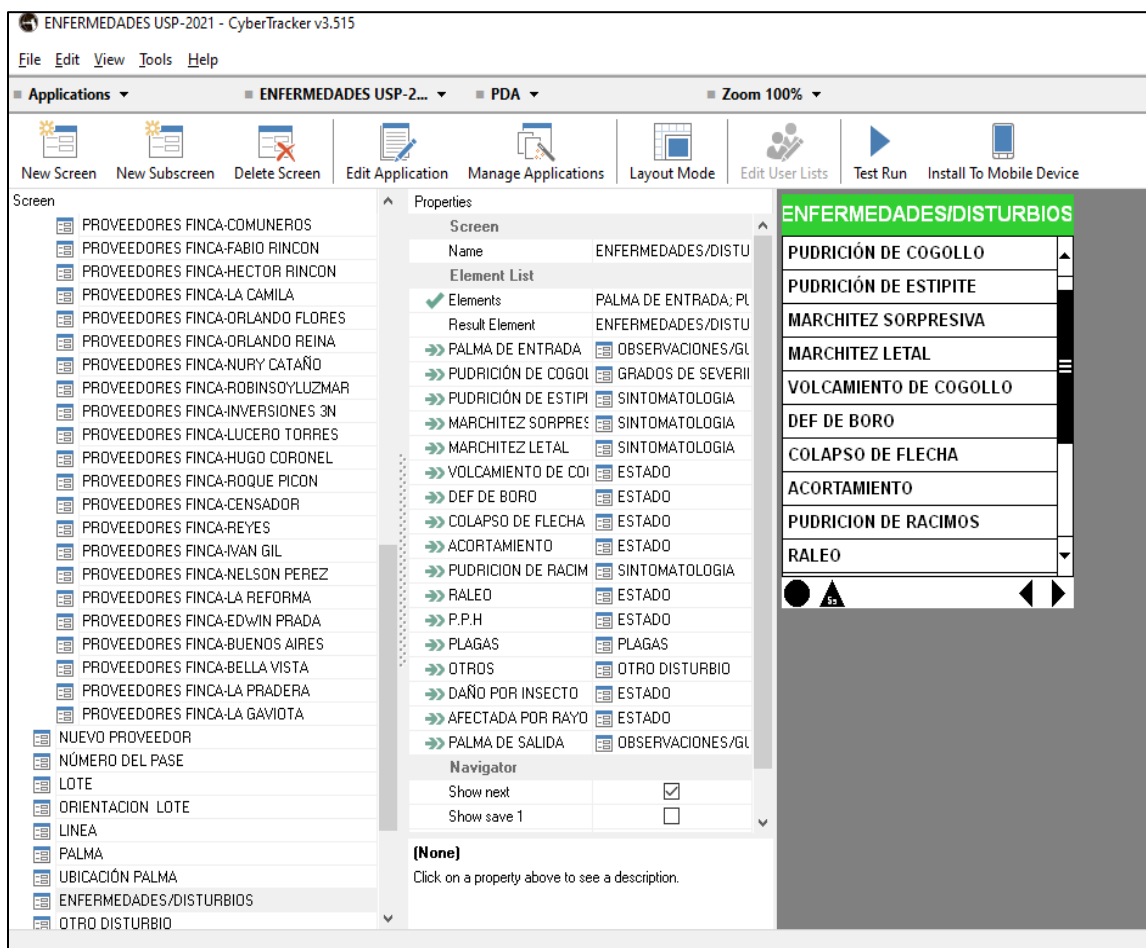 ENFERMEDADES USP-2021 - CyberTracker v3.515
File Edit View Tools Help
Applications ENFERMEDADES USP-2... PDA Zoom 100%
New Screen New Subscreen Delete Screen Edit Application Manage Applications Layout Mode Edit User Lists Test Run Install To Mobile Device
Screen
PROVEEDORES FINCA-COMUNEROS
PROVEEDORES FINCA-FABIO RINCON
PROVEEDORES FINCA-HECTOR RINCON
PROVEEDORES FINCA-LA CAMILA
PROVEEDORES FINCA-ORLANDO FLORES
PROVEEDORES FINCA-ORLANDO REINA
PROVEEDORES FINCA-NURY CATAÑO
PROVEEDORES FINCA-ROBINSOYLUZMAR
PROVEEDORES FINCA-INVERSIONES 3N
PROVEEDORES FINCA-LUCERO TORRES
PROVEEDORES FINCA-HUGO CORONEL
PROVEEDORES FINCA-ROQUE PICON
PROVEEDORES FINCA-CENSADOR
PROVEEDORES FINCA-REYES
PROVEEDORES FINCA-IVAN GIL
PROVEEDORES FINCA-NELSON PEREZ
PROVEEDORES FINCA-LA REFORMA
PROVEEDORES FINCA-EDWIN PRADA
PROVEEDORES FINCA-BUENOS AIRES
PROVEEDORES FINCA-BELLA VISTA
PROVEEDORES FINCA-LA PRADERA
PROVEEDORES FINCA-LA GAVIOTA
NUEVO PROVEEDOR
NÚMERO DEL PASE
LOTE
ORIENTACION LOTE
LINEA
PALMA
UBICACIÓN PALMA
ENFERMEDADES/DISTURBIOS
OTRO DISTURBIO
Properties
Screen
Name ENFERMEDADES/DISTU
Element List
Elements PALMA DE ENTRADA; PU
Result Element ENFERMEDADES/DISTU
PALMA DE ENTRADA OBSERVACIONES/GU
PUDRICIÓN DE COGOL GRADOS DE SEVERII
PUDRICIÓN DE ESTIPI SINTOMATOLOGIA
MARCHITEZ SORPRES SINTOMATOLOGIA
MARCHITEZ LETAL SINTOMATOLOGIA
VOLCAMIENTO DE COI ESTADO
DEF DE BORO ESTADO
COLAPSO DE FLECHA ESTADO
ACORTAMIENTO ESTADO
PUDRICION DE RACIM SINTOMATOLOGIA
RALEO ESTADO
P.P.H ESTADO
PLAGAS PLAGAS
OTROS OTRO DISTURBIO
DAÑO POR INSECTO ESTADO
AFECTADA POR RAYO ESTADO
PALMA DE SALIDA OBSERVACIONES/GU
Navigator
Show next
Show save 1
(None)
Click on a property above to see a description.
ENFERMEDADES/DISTURBIOS
PUDRICIÓN DE COGOLLO
PUDRICIÓN DE ESTIPITE
MARCHITEZ SORPRESIVA
MARCHITEZ LETAL
VOLCAMIENTO DE COGOLLO
DEF DE BORO
COLAPSO DE FLECHA
ACORTAMIENTO
PUDRICION DE RACIMOS
RALEO